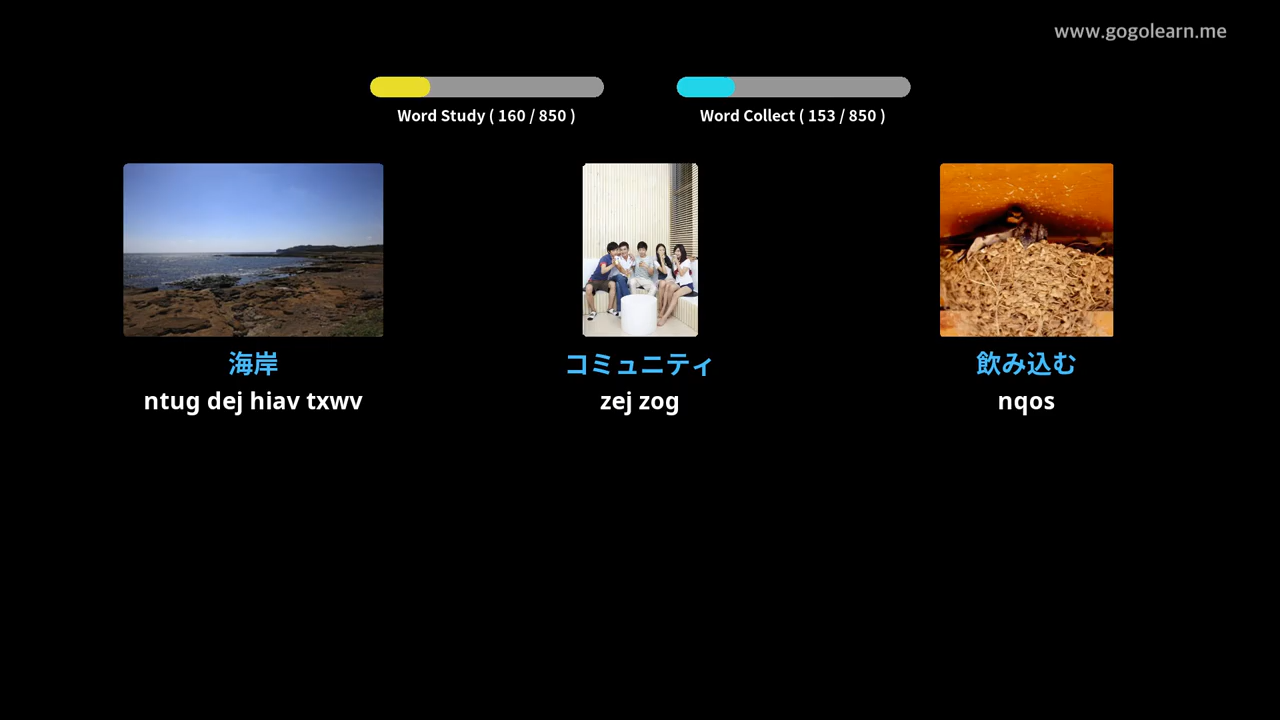 www.gogolearn.me
Word Study ( 160 / 850 )
Word Collect ( 153 / 850 )
海岸
ntug dej hiav txwv
コミュニティ
zej zog
飲み込む
nqos